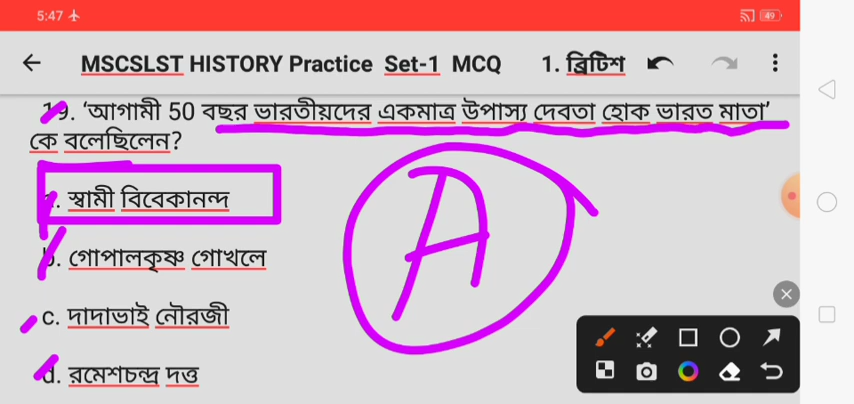 5:47
49
MSCSLST HISTORY Practice Set-1 MCQ 1. ব্রিটিশ
19. ‘আগামী 50 বছর ভারতীয়দের একমাত্র উপাস্য দেবতা হোক ভারত মাতা’
কে বলেছিলেন?
a. স্বামী বিবেকানন্দ
b. গোপালকৃষ্ণ গোখলে
c. দাদাভাই নৌরজী
d. রমেশচন্দ্র দত্ত
A